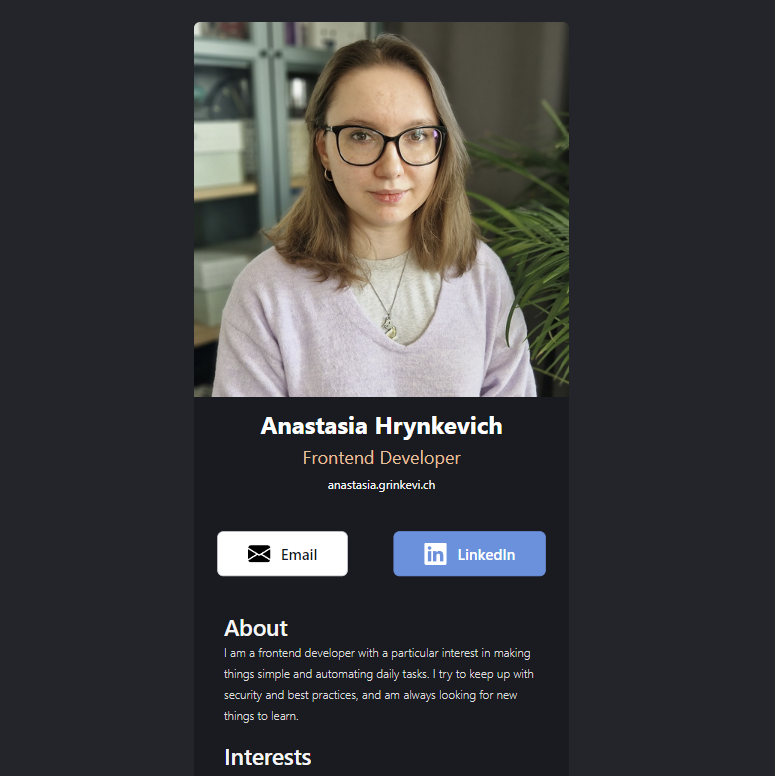 Anastasia Hrynkevich
Frontend Developer
anastasia.grinkevi.ch
Email
in LinkedIn
About
I am a frontend developer with a particular interest in making
things simple and automating daily tasks. I try to keep up with
security and best practices, and am always looking for new
things to learn.
Interests